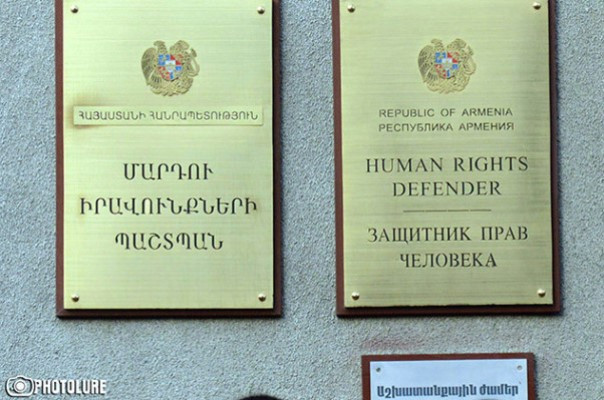 ՀԱՅԱՍՏԱՆԻ ՀԱՆՐԱՊԵՏՈՒԹՅՈՒՆ
ՄԱՐԴՈՒ
ԻՐԱՎՈՒՆՔՆԵՐԻ
ՊԱՇՏՊԱՆ
REPUBLIC OF ARMENIA
РЕСПУБЛИКА АРМЕНИЯ
HUMAN RIGHTS
DEFENDER
ЗАЩИТНИК ПРАВ
ЧЕЛОВЕКА
Աշխատանքային ժամեր
PHOTOLURE